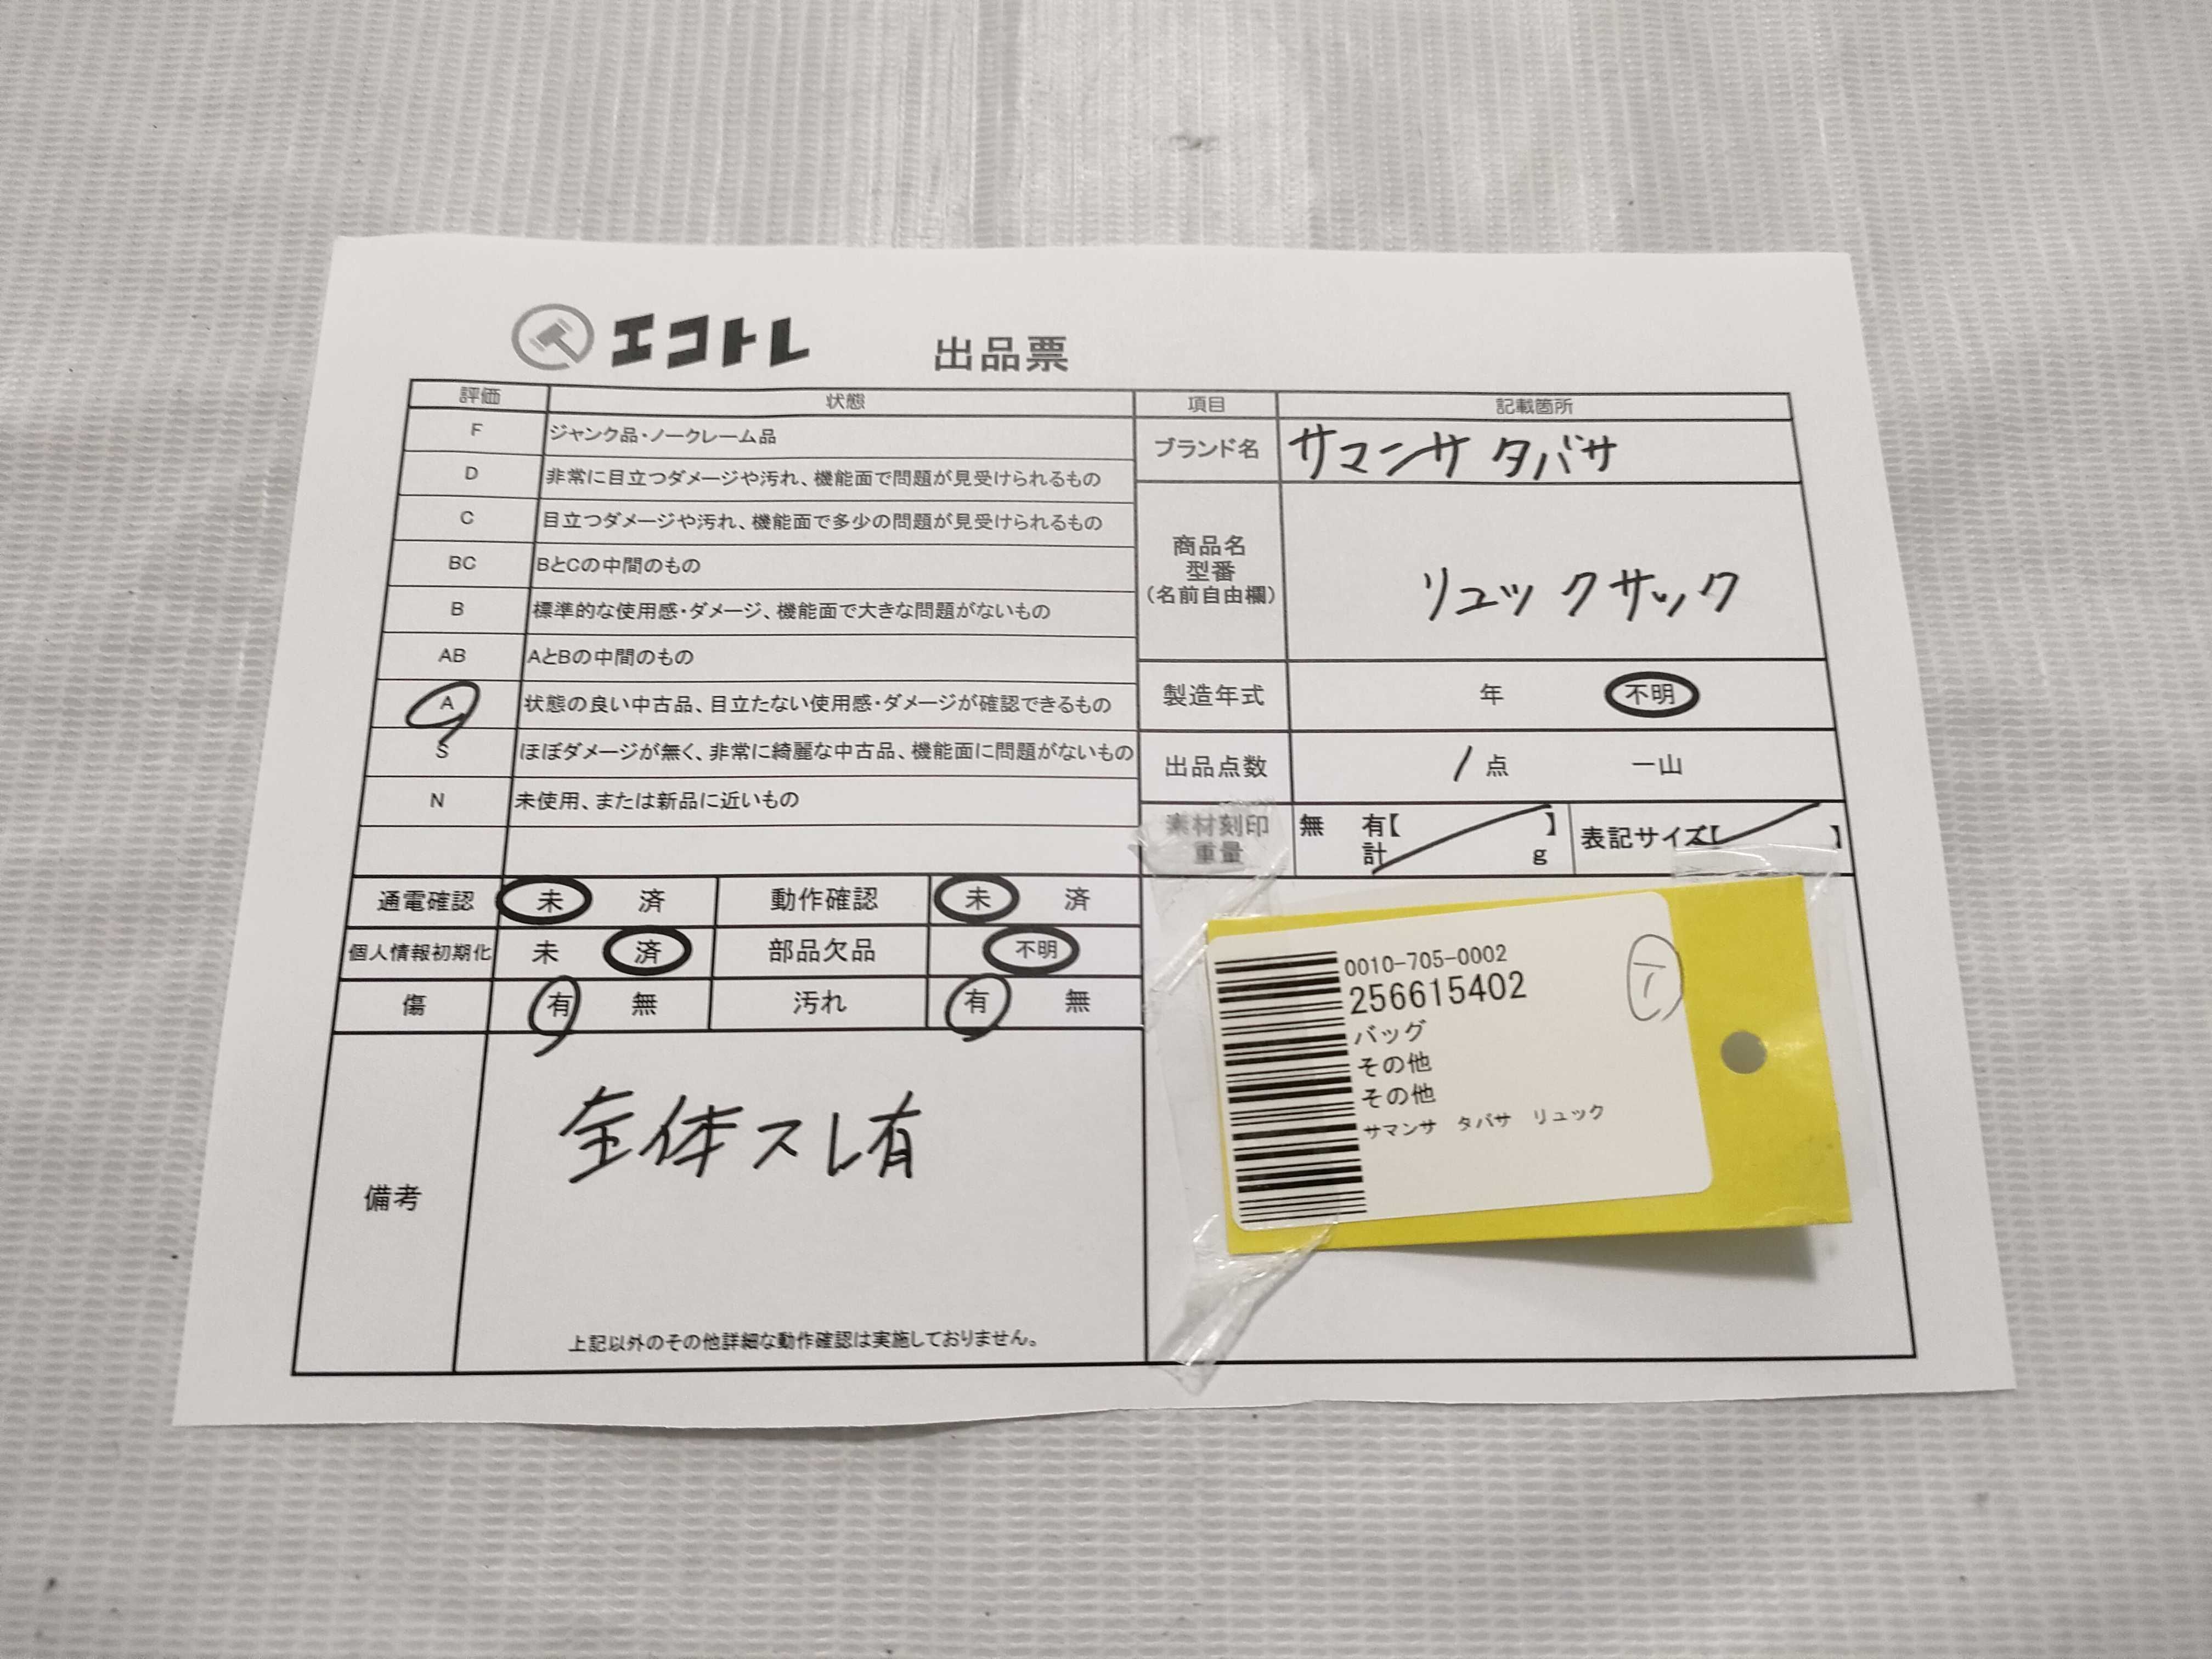 エコトレ 出品票
評価 状態
F ジャンク品・ノークレーム品
D 非常に目立つダメージや汚れ、機能面で問題が見受けられるもの
C 目立つダメージや汚れ、機能面で多少の問題が見受けられるもの
BC BとCの中間のもの
B 標準的な使用感・ダメージ、機能面で大きな問題がないもの
AB AとBの中間のもの
A 状態の良い中古品、目立たない使用感・ダメージが確認できるもの
S ほぼダメージが無く、非常に綺麗な中古品、機能面に問題がないもの
N 未使用、または新品に近いもの
項目 記載箇所
ブランド名 サマンサ タバサ
商品名
型番
(名前自由欄)
リュックサック
製造年式 年 不明
出品点数 1点 一山
素材刻印 無 有【 】 表記サイズ【 】
重量 計 g
通電確認 未 済 動作確認 未 済
個人情報初期化 未 済 部品欠品 不明
傷 有 無 汚れ 有 無
備考 全体スレ有
上記以外のその他詳細な動作確認は実施しておりません。
0010-705-0002
256615402
バッグ
その他
その他
サマンサ タバサ リュック